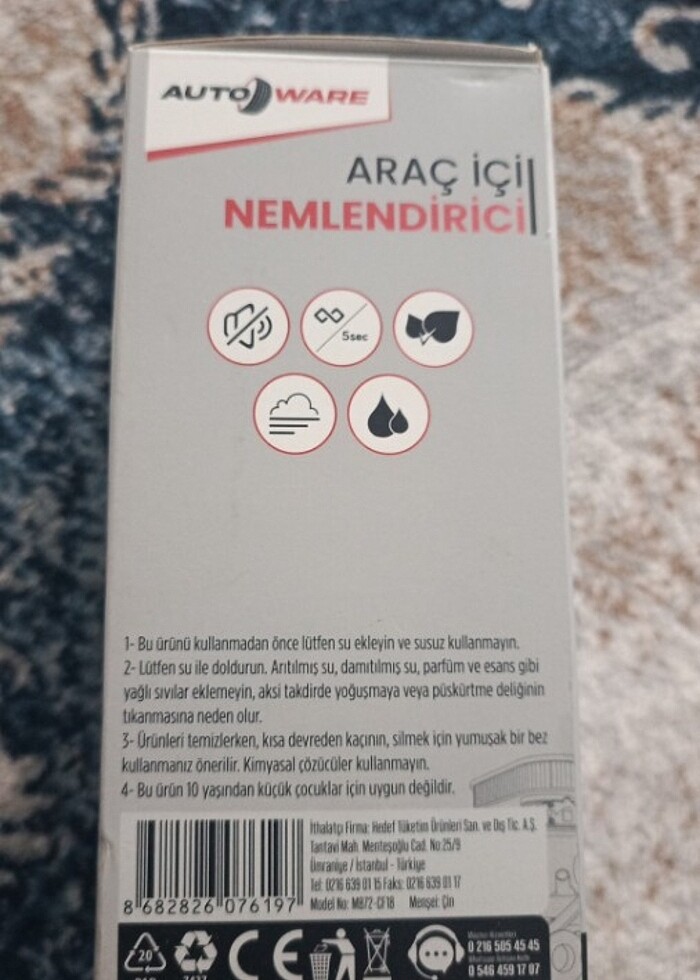 AUTO WARE
ARAÇ İÇİ
NEMLENDİRİCİ
5sec
1- Bu ürünü kullanmadan önce lütfen su ekleyin ve susuz kullanmayın.
2- Lütfen su ile doldurun. Arıtılmış su, damıtılmış su, parfüm ve esans gibi
yağlı sıvılar eklemeyin, aksi takdirde yoğuşmaya veya püskürtme deliğinin
tıkanmasına neden olur.
3- Ürünleri temizlerken, kısa devreden kaçının, silmek için yumuşak bir bez
kullanmanız önerilir. Kimyasal çözücüler kullanmayın.
4- Bu ürün 10 yaşından küçük çocuklar için uygun değildir.
İthalatçı Firma: Hedef Tüketim Ürünleri San. ve Dış Tic. A.Ş.
Tantavi Mah. Menteşoğlu Cad. No:25/9
Ümraniye / İstanbul - Türkiye
Tel: 0216 639 01 15 Faks: 0216 639 01 17
Model No: M872-CF18 Menşei: Çin
8 682826 076197
20
CE
0 216 505 45 45
0 546 459 17 07